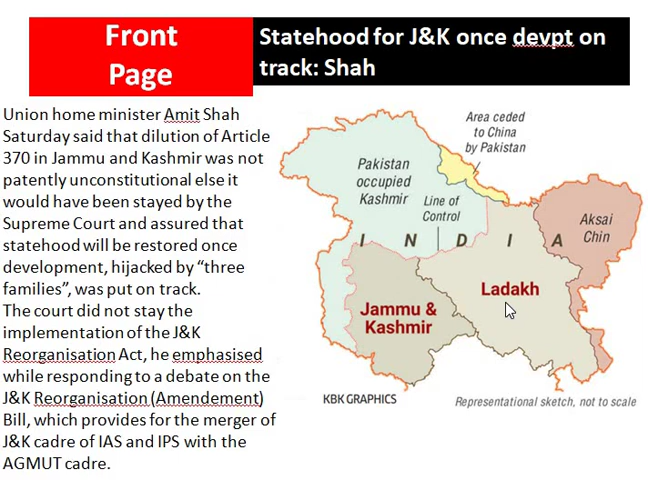 Front
Page
Statehood for J&K once devpt on
track: Shah
Union home minister Amit Shah
Saturday said that dilution of Article
370 in Jammu and Kashmir was not
patently unconstitutional else it
would have been stayed by the
Supreme Court and assured that
statehood will be restored once
development, hijacked by “three
families”, was put on track.
The court did not stay the
implementation of the J&K
Reorganisation Act, he emphasised
while responding to a debate on the
J&K Reorganisation (Amendement)
Bill, which provides for the merger of
J&K cadre of IAS and IPS with the
AGMUT cadre.
Area ceded
to China
by Pakistan
Pakistan
occupied
Kashmir
Line of
Control
Aksai
Chin
I N D I A
Ladakh
Jammu &
Kashmir
KBK GRAPHICS
Representational sketch, not to scale